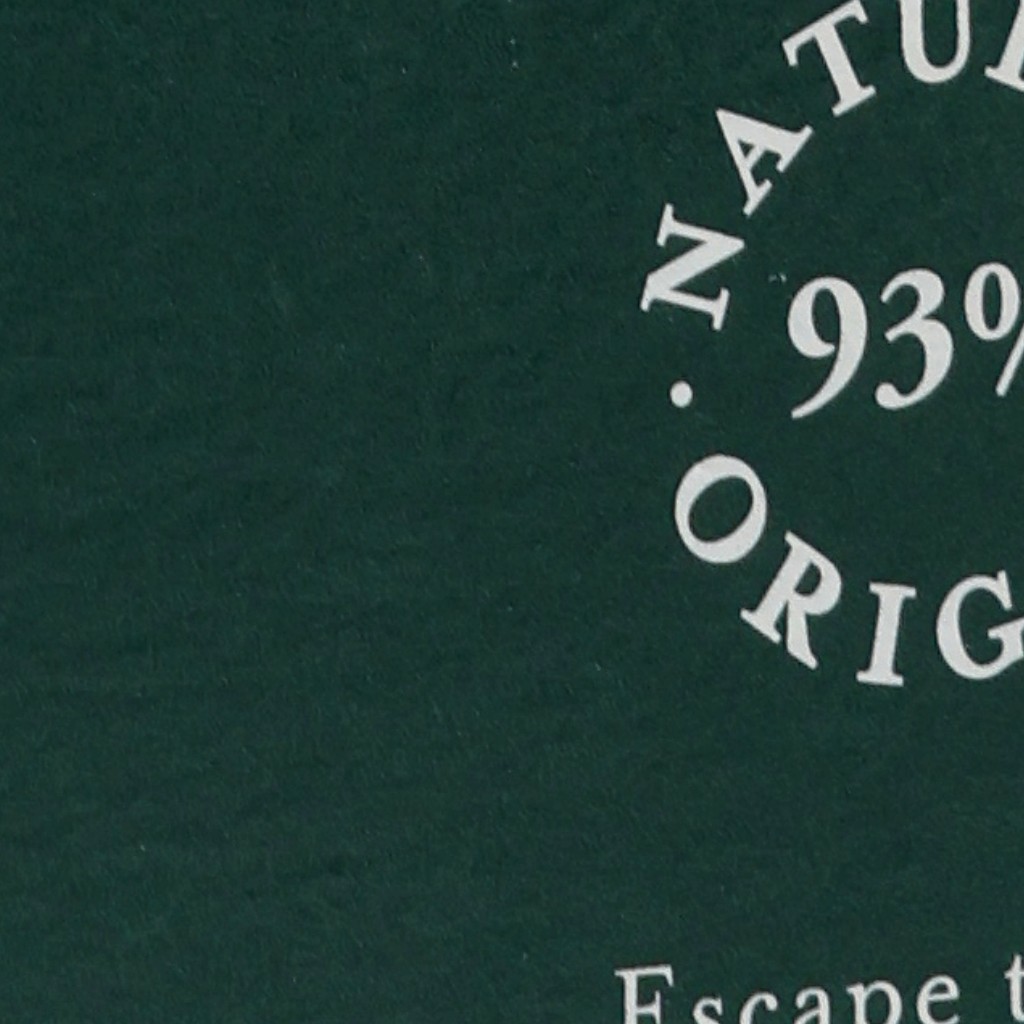 NATU
93%
· ORIG
Escape